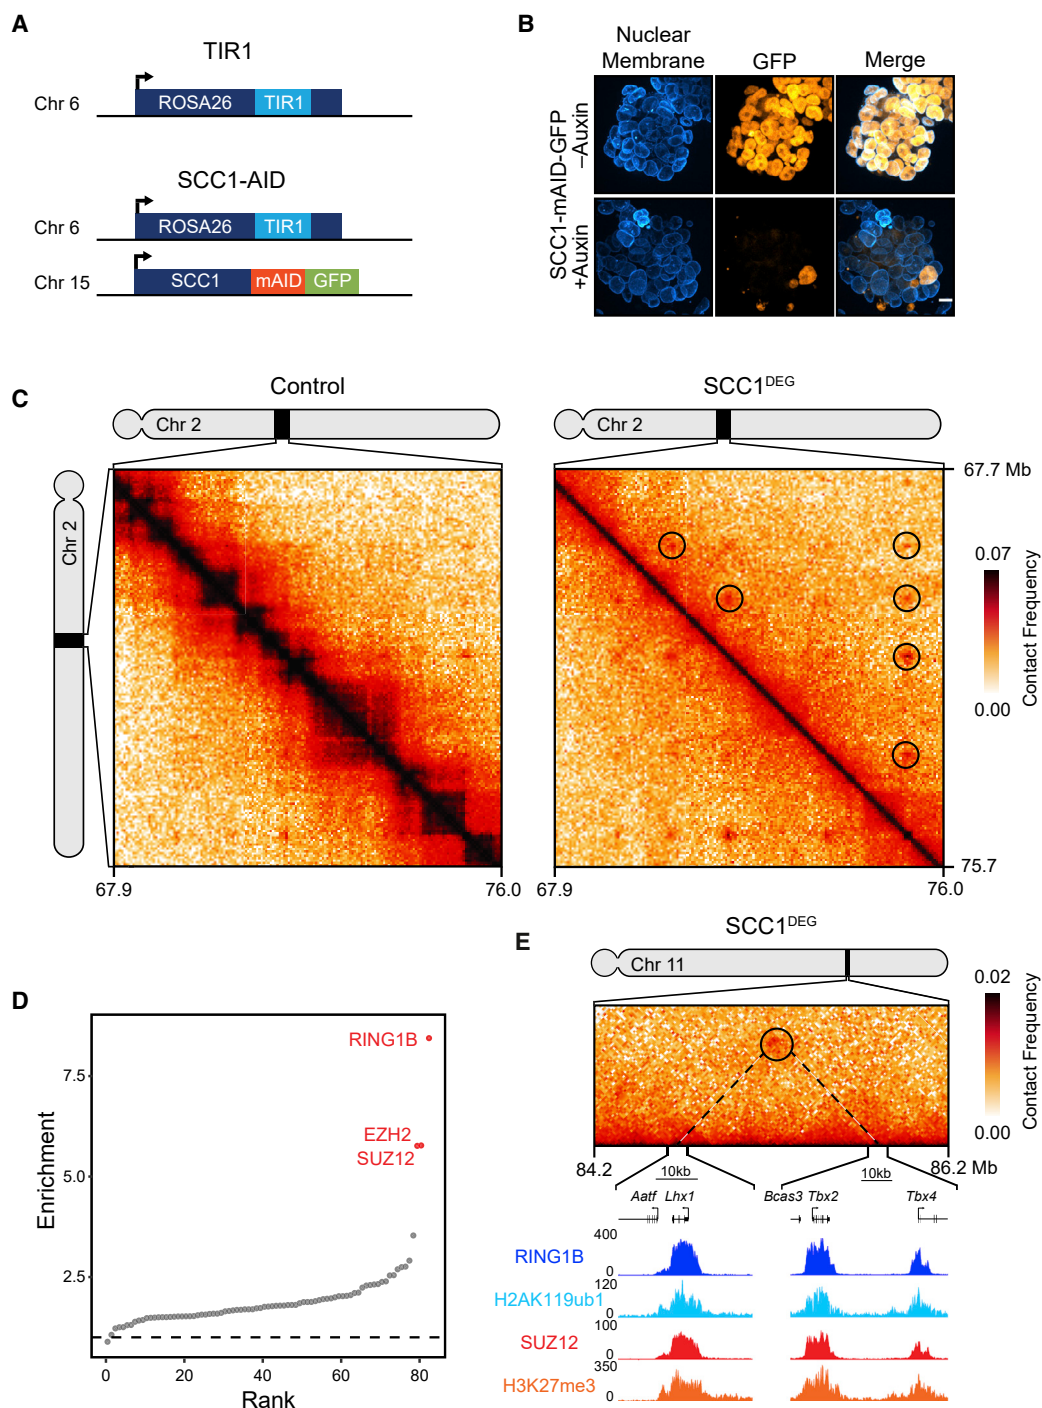 A
TIR1
Chr 6
ROSA26
TIR1
SCC1-AID
Chr 6
ROSA26
TIR1
Chr 15
SCC1
mAID
GFP
B
Nuclear
Membrane
GFP
Merge
SCC1-mAID-GFP
–Auxin
+Auxin
C
Control
Chr 2
Chr 2
67.9
76.0
SCC1DEG
Chr 2
67.7 Mb
75.7
67.9
76.0
0.07
0.00
Contact Frequency
D
RING1B
EZH2
SUZ12
7.5
5.0
2.5
Enrichment
0
20
40
60
80
Rank
E
SCC1DEG
Chr 11
0.02
0.00
Contact Frequency
84.2
86.2 Mb
10kb
10kb
Aatf
Lhx1
Bcas3
Tbx2
Tbx4
RING1B
400
0
H2AK119ub1
120
0
SUZ12
100
0
H3K27me3
350
0